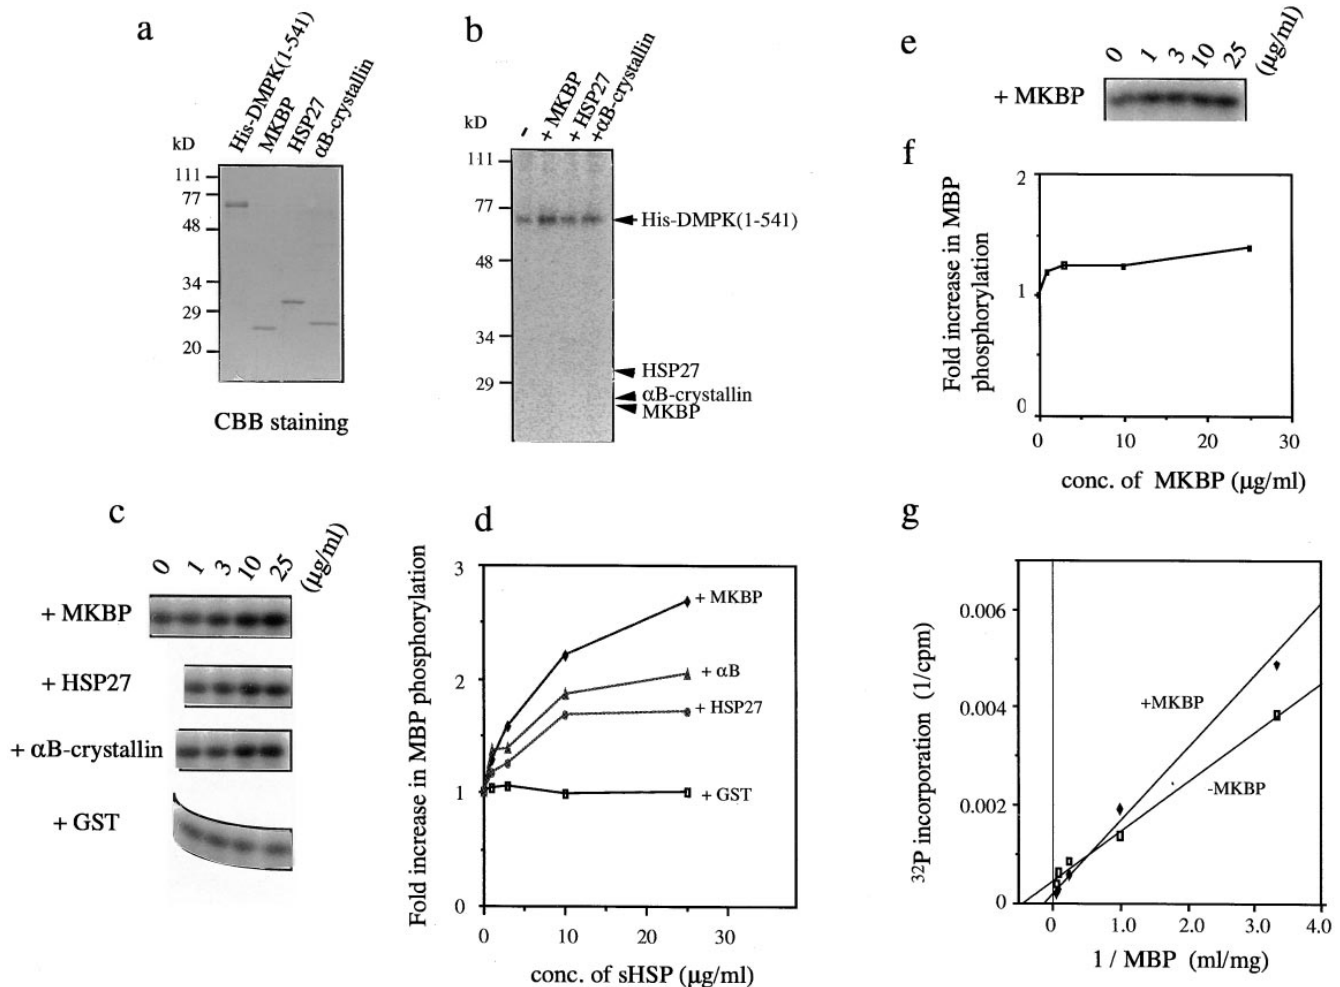 a
His-DMPK(1-541)
MKBP
HSP27
αB-crystallin
kD
111
77
48
34
29
20
CBB staining
b
kD
-
+ MKBP
+ HSP27
+αB-crystallin
111
77
48
34
29
His-DMPK(1-541)
HSP27
αB-crystallin
MKBP
c
0 1 3 10 25 (μg/ml)
+ MKBP
+ HSP27
+ αB-crystallin
+ GST
d
Fold increase in MBP phosphorylation
3
2
1
0
+ MKBP
+ αB
+ HSP27
+ GST
0 10 20 30
conc. of sHSP (μg/ml)
e
0 1 3 10 25 (μg/ml)
+ MKBP
f
Fold increase in MBP
phosphorylation
2
1
0
0 10 20 30
conc. of MKBP (μg/ml)
g
32P incorporation (1/cpm)
0.006
0.004
0.002
0
+MKBP
-MKBP
0 1.0 2.0 3.0 4.0
1 / MBP (ml/mg)